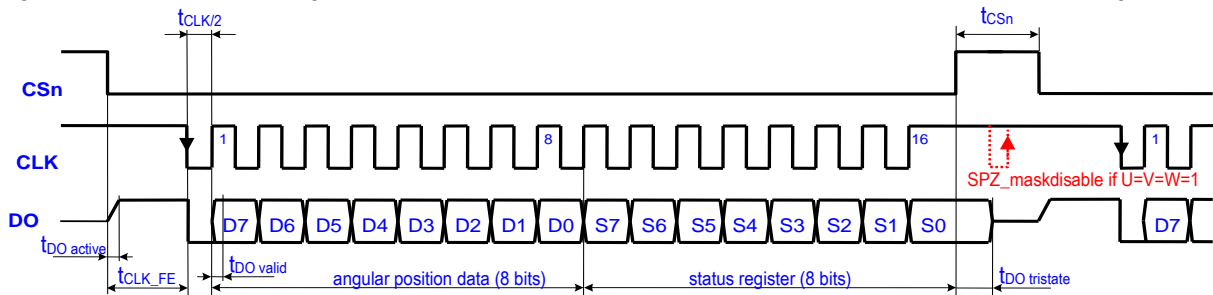 tCLK/2
tCSn
CSn
1
8
16
1
CLK
SPZ_maskdisable if U=V=W=1
DO
D7 D6 D5 D4 D3 D2 D1 D0 S7 S6 S5 S4 S3 S2 S1 S0 D7
tDO active
tDO valid
tDO tristate
tCLK_FE
angular position data (8 bits)
status register (8 bits)